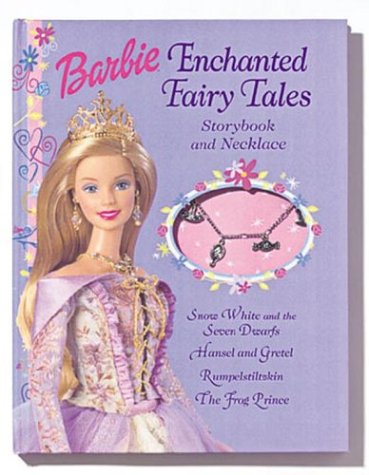 Barbie Enchanted
Fairy Tales
Storybook
and Necklace
Snow White and the
Seven Dwarfs
Hansel and Gretel
Rumpelstiltskin
The Frog Prince